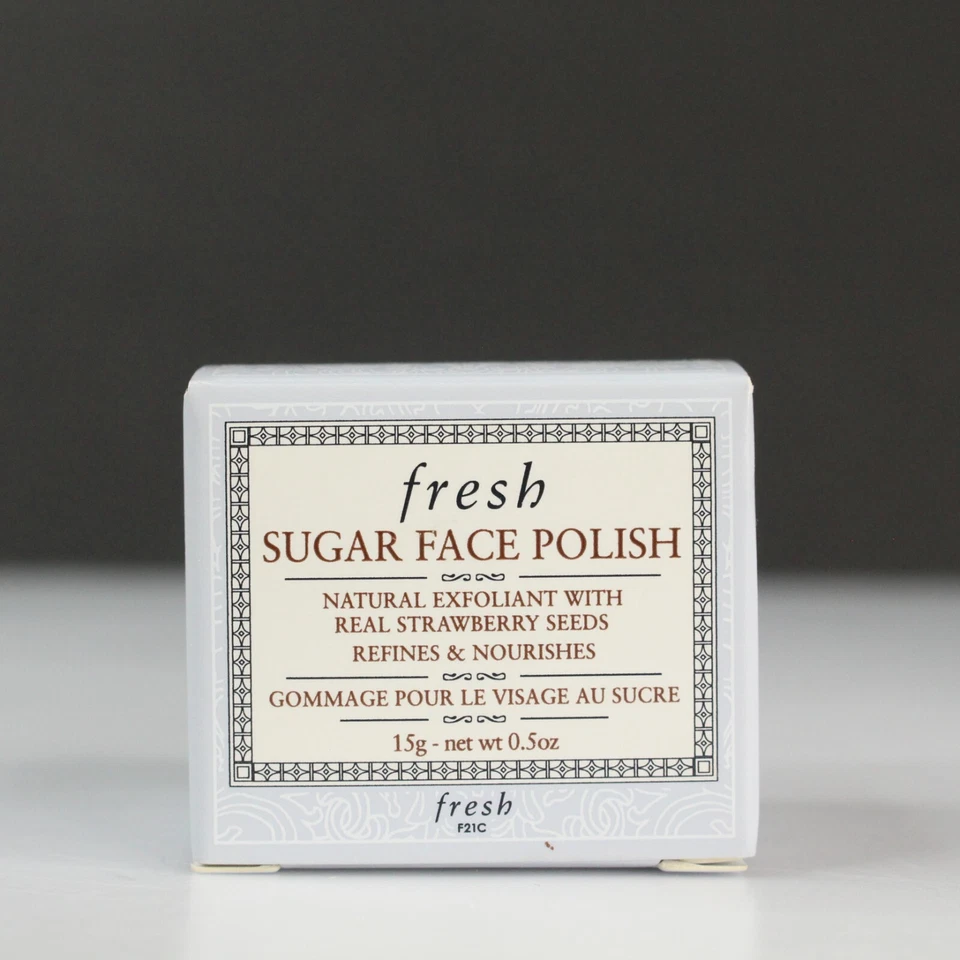 fresh
SUGAR FACE POLISH
NATURAL EXFOLIANT WITH
REAL STRAWBERRY SEEDS
REFINES & NOURISHES
GOMMAGE POUR LE VISAGE AU SUCRE
15g - net wt 0.5oz
fresh
F21C